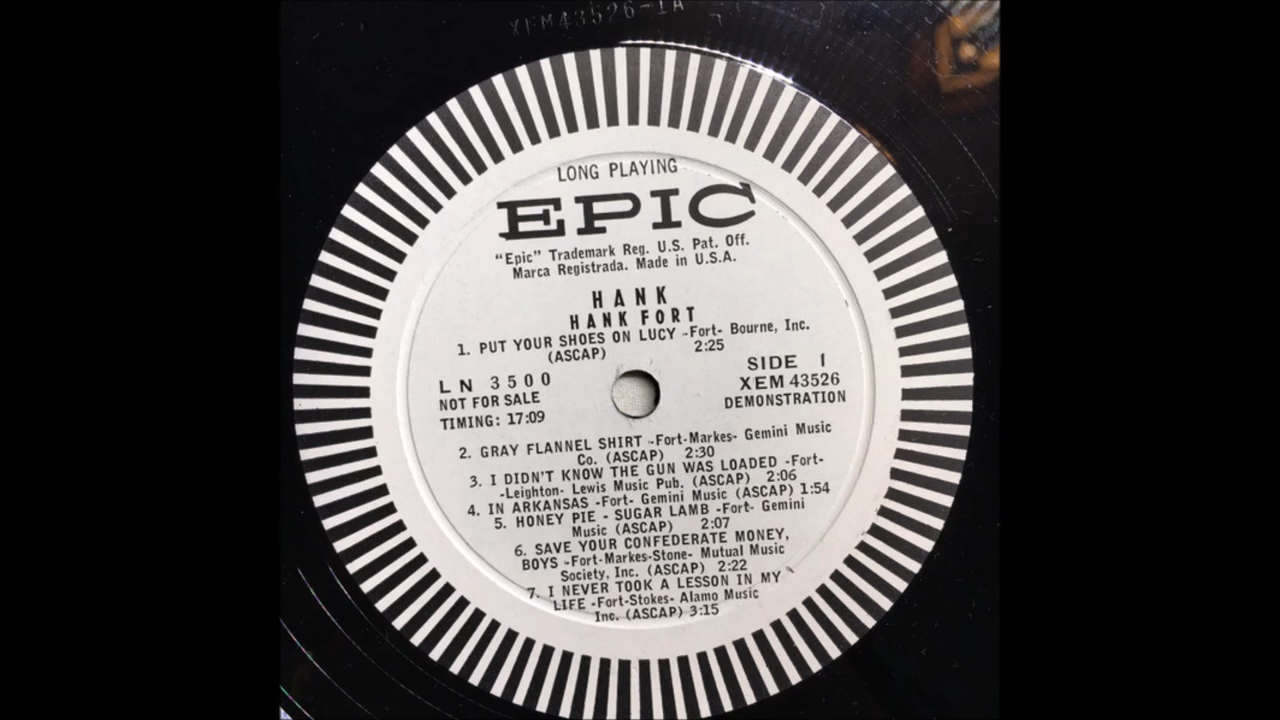 XEM43526-1A
LONG PLAYING
EPIC
"Epic" Trademark Reg. U.S. Pat. Off.
Marca Registrada. Made in U.S.A.
HANK
HANK FORT
1. PUT YOUR SHOES ON LUCY -Fort- Bourne, Inc.
(ASCAP) 2:25
LN 3500
NOT FOR SALE
TIMING: 17:09
SIDE 1
XEM 43526
DEMONSTRATION
2. GRAY FLANNEL SHIRT -Fort-Markes- Gemini Music
Co. (ASCAP) 2:30
3. I DIDN'T KNOW THE GUN WAS LOADED -Fort-
-Leighton- Lewis Music Pub. (ASCAP) 2:06
4. IN ARKANSAS -Fort- Gemini Music (ASCAP) 1:54
5. HONEY PIE - SUGAR LAMB -Fort- Gemini
Music (ASCAP) 2:07
6. SAVE YOUR CONFEDERATE MONEY,
BOYS -Fort-Markes-Stone- Mutual Music
Society, Inc. (ASCAP) 2:22
7. I NEVER TOOK A LESSON IN MY
LIFE -Fort-Stokes- Alamo Music
Inc. (ASCAP) 3:15